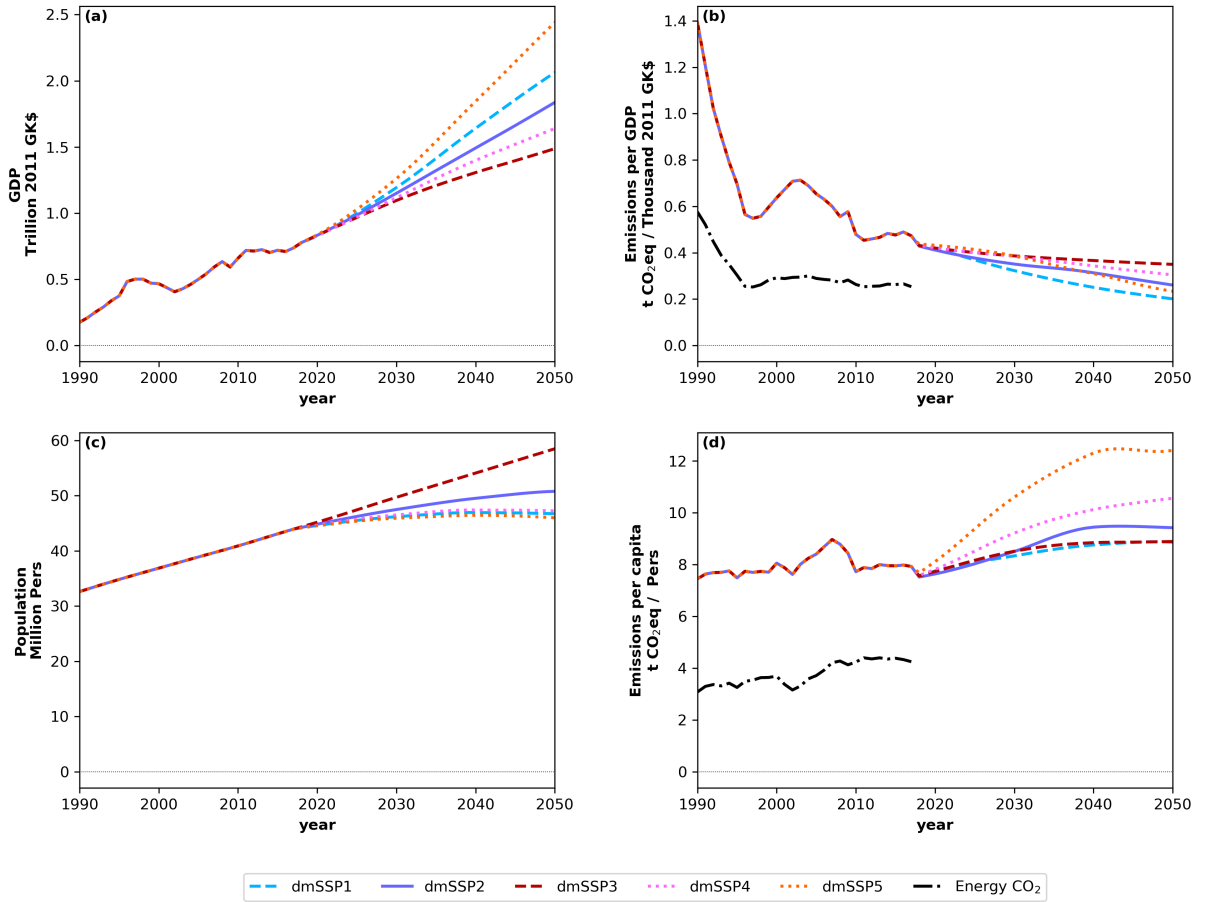 (a)
2.5
2.0
1.5
1.0
0.5
0.0
GDP
Trillion 2011 GK$
1990 2000 2010 2020 2030 2040 2050
year
(b)
1.4
1.2
1.0
0.8
0.6
0.4
0.2
0.0
Emissions per GDP
t CO₂eq / Thousand 2011 GK$
1990 2000 2010 2020 2030 2040 2050
year
(c)
60
50
40
30
20
10
0
Population
Million Pers
1990 2000 2010 2020 2030 2040 2050
year
(d)
12
10
8
6
4
2
0
Emissions per capita
t CO₂eq / Pers
1990 2000 2010 2020 2030 2040 2050
year
dmSSP1 dmSSP2 dmSSP3 dmSSP4 dmSSP5 Energy CO₂